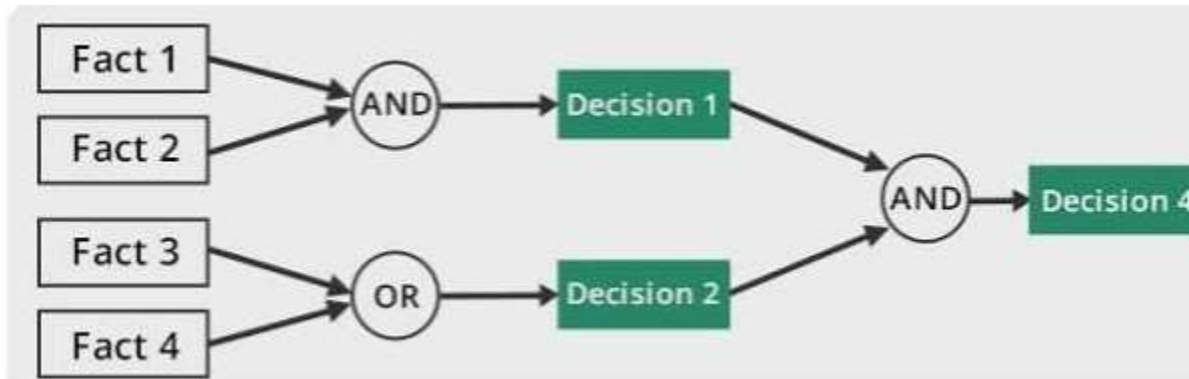 Fact 1
Fact 2
AND
Decision 1
Fact 3
Fact 4
OR
Decision 2
AND
Decision 4